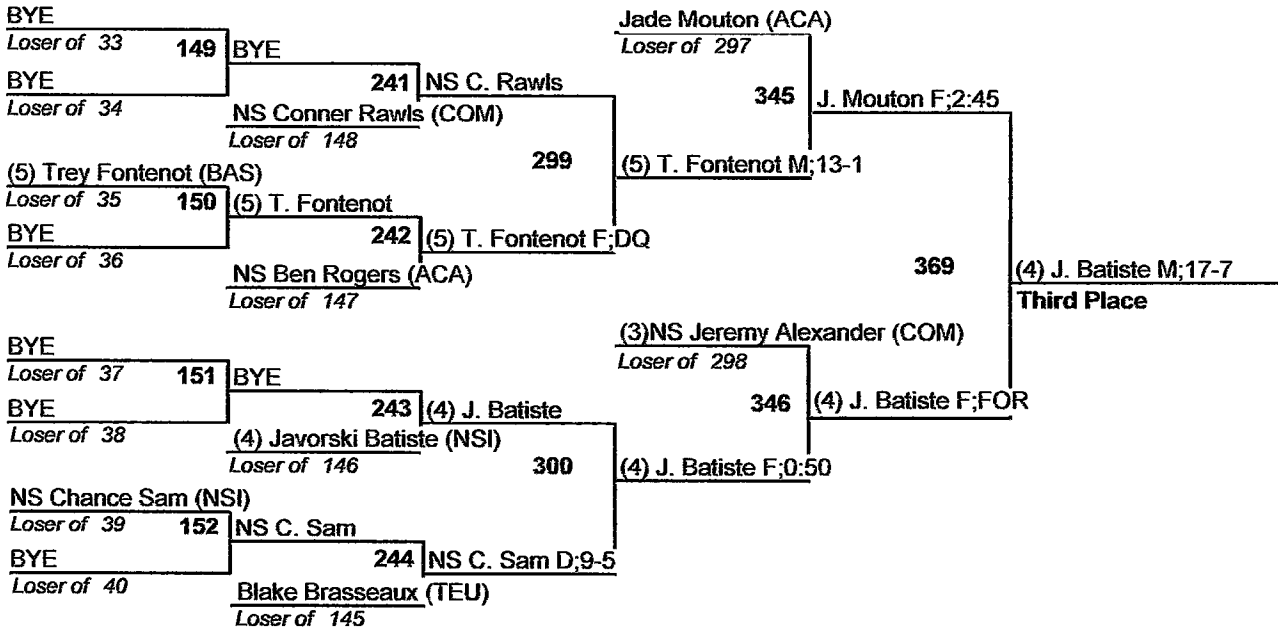 BYE
Loser of 33
149
BYE
BYE
Loser of 34
241
NS C. Rawls
NS Conner Rawls (COM)
Loser of 148
299
(5) Trey Fontenot (BAS)
Loser of 35
150
(5) T. Fontenot
BYE
Loser of 36
242
(5) T. Fontenot F;DQ
NS Ben Rogers (ACA)
Loser of 147
Jade Mouton (ACA)
Loser of 297
345
J. Mouton F;2:45
(5) T. Fontenot M;13-1
369
(4) J. Batiste M;17-7
Third Place
BYE
Loser of 37
151
BYE
BYE
Loser of 38
243
(4) J. Batiste
(4) Javorski Batiste (NSI)
Loser of 146
300
NS Chance Sam (NSI)
Loser of 39
152
NS C. Sam
BYE
Loser of 40
244
NS C. Sam D;9-5
Blake Brasseaux (TEU)
Loser of 145
(3)NS Jeremy Alexander (COM)
Loser of 298
346
(4) J. Batiste F;FOR
(4) J. Batiste F;0:50